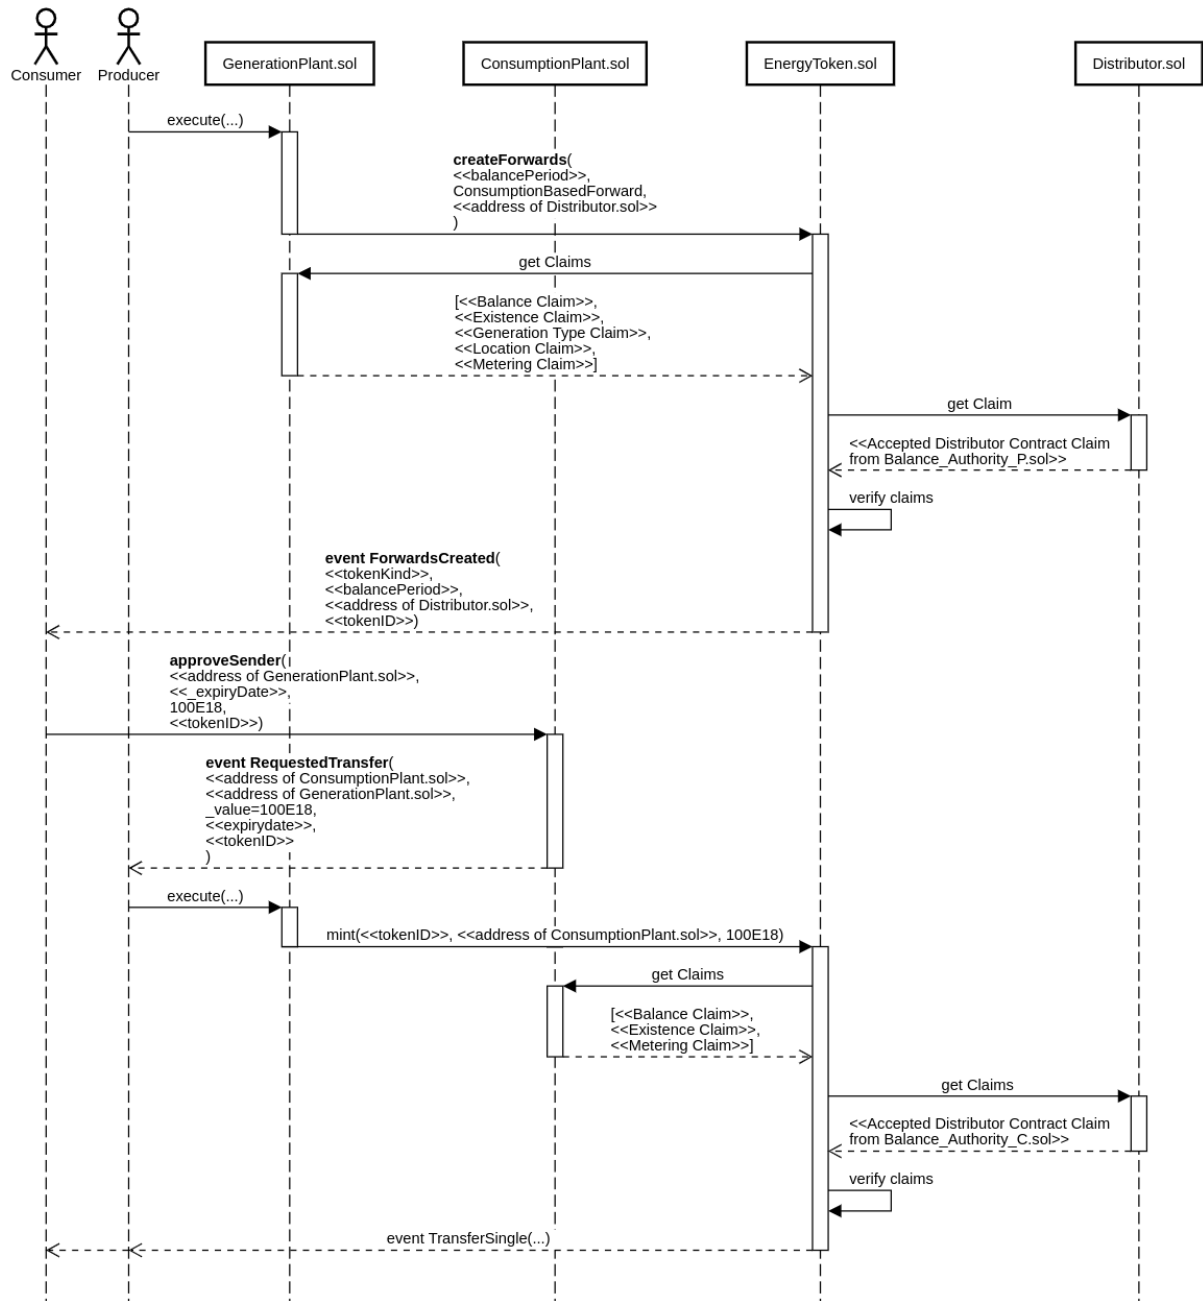 Consumer
Producer
GenerationPlant.sol
ConsumptionPlant.sol
EnergyToken.sol
Distributor.sol
execute(...)
createForwards(
<<balancePeriod>>,
ConsumptionBasedForward,
<<address of Distributor.sol>>
)
get Claims
[<<Balance Claim>>,
<<Existence Claim>>,
<<Generation Type Claim>>,
<<Location Claim>>,
<<Metering Claim>>]
get Claim
<<Accepted Distributor Contract Claim
from Balance_Authority_P.sol>>
verify claims
event ForwardsCreated(
<<tokenKind>>,
<<balancePeriod>>,
<<address of Distributor.sol>>,
<<tokenID>>)
approveSender(
<<address of GenerationPlant.sol>>,
<<_expiryDate>>,
100E18,
<<tokenID>>)
event RequestedTransfer(
<<address of ConsumptionPlant.sol>>,
<<address of GenerationPlant.sol>>,
_value=100E18,
<<expirydate>>,
<<tokenID>>
)
execute(...)
mint(<<tokenID>>, <<address of ConsumptionPlant.sol>>, 100E18)
get Claims
[<<Balance Claim>>,
<<Existence Claim>>,
<<Metering Claim>>]
get Claims
<<Accepted Distributor Contract Claim
from Balance_Authority_C.sol>>
verify claims
event TransferSingle(...)